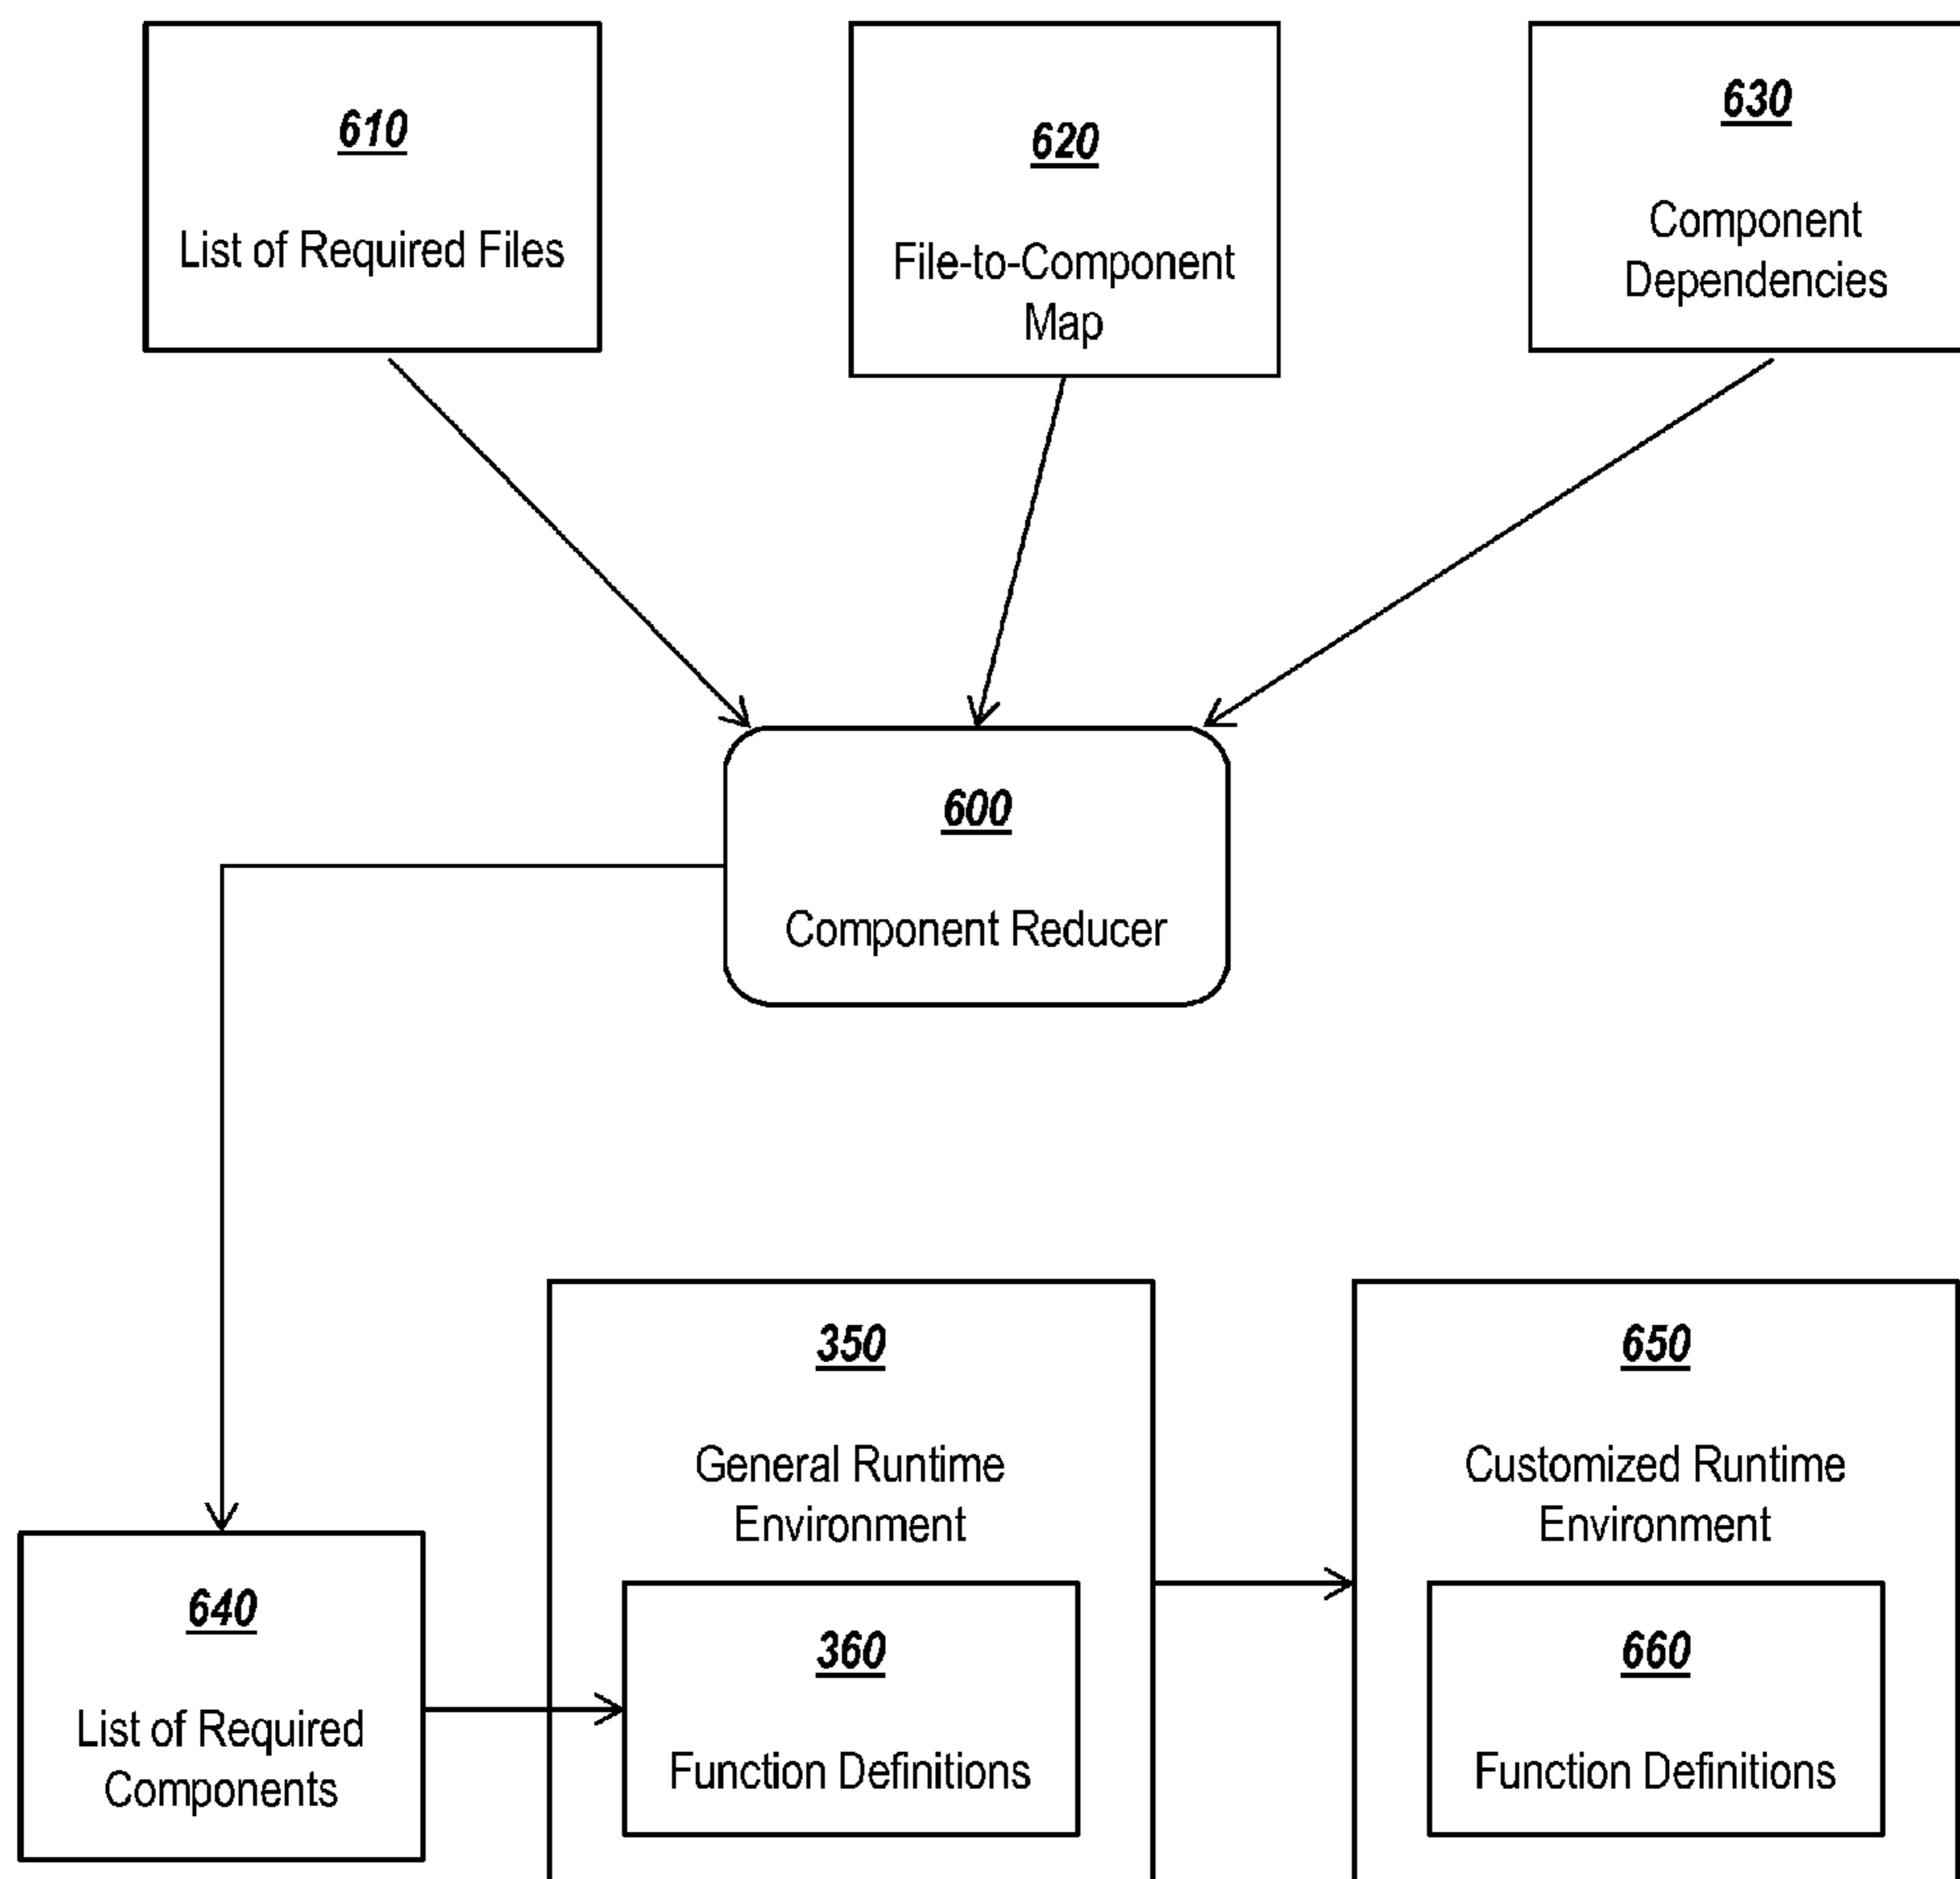 610
List of Required Files
620
File-to-Component
Map
630
Component
Dependencies
600
Component Reducer
350
General Runtime
Environment
360
Function Definitions
650
Customized Runtime
Environment
660
Function Definitions
640
List of Required
Components